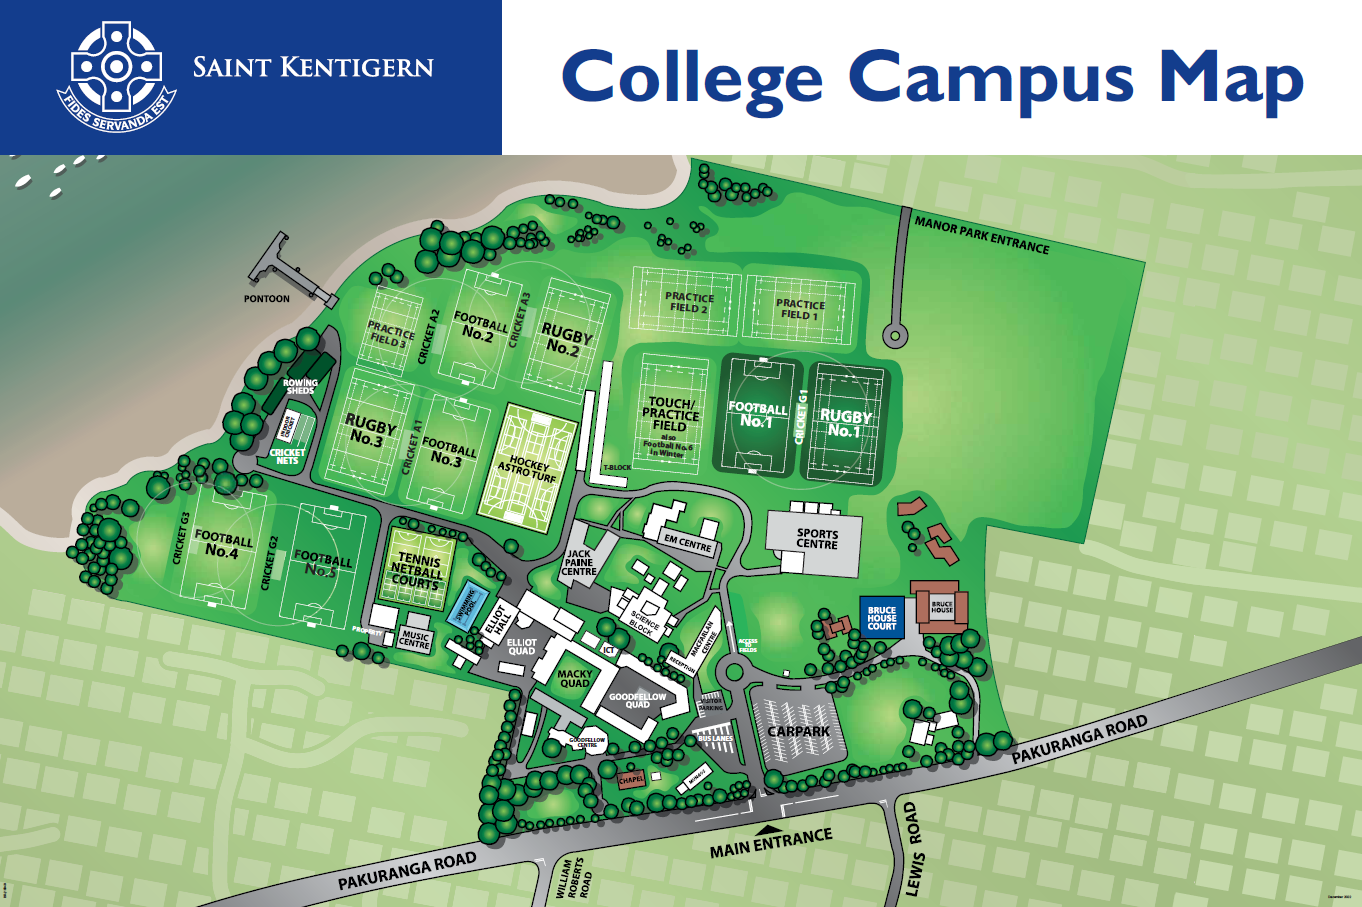 SAINT KENTIGERN
FIDES SERVANDA EST
College Campus Map
MANOR PARK ENTRANCE
PONTOON
PRACTICE
FIELD 3
CRICKET A2
FOOTBALL
No.2
CRICKET A3
RUGBY
No.2
PRACTICE
FIELD 2
PRACTICE
FIELD 1
ROWING
SHEDS
INDOOR
CRICKET
CRICKET
NETS
RUGBY
No.3
CRICKET A1
FOOTBALL
No.3
HOCKEY
ASTRO TURF
T-BLOCK
TOUCH/
PRACTICE
FIELD
also
Football No.6
In Winter
FOOTBALL
No.1
CRICKET G1
RUGBY
No.1
CRICKET G3
FOOTBALL
No.4
CRICKET G2
FOOTBALL
No.5
TENNIS
NETBALL
COURTS
SWIMMING
POOL
PROPERTY
MUSIC
CENTRE
ELLIOT
HALL
ELLIOT
QUAD
JACK
PAINE
CENTRE
EM CENTRE
SPORTS
CENTRE
SCIENCE
BLOCK
MACFARLAN
CENTRE
RECEPTION
ICT
MACKY
QUAD
GOODFELLOW
QUAD
GOODFELLOW
CENTRE
ACCESS
TO
FIELDS
BRUCE
HOUSE
COURT
BRUCE
HOUSE
VISITOR
PARKING
BUS LANES
CARPARK
CHAPEL
MAIN ENTRANCE
PAKURANGA ROAD
PAKURANGA ROAD
WILLIAM
ROBERTS
ROAD
LEWIS ROAD